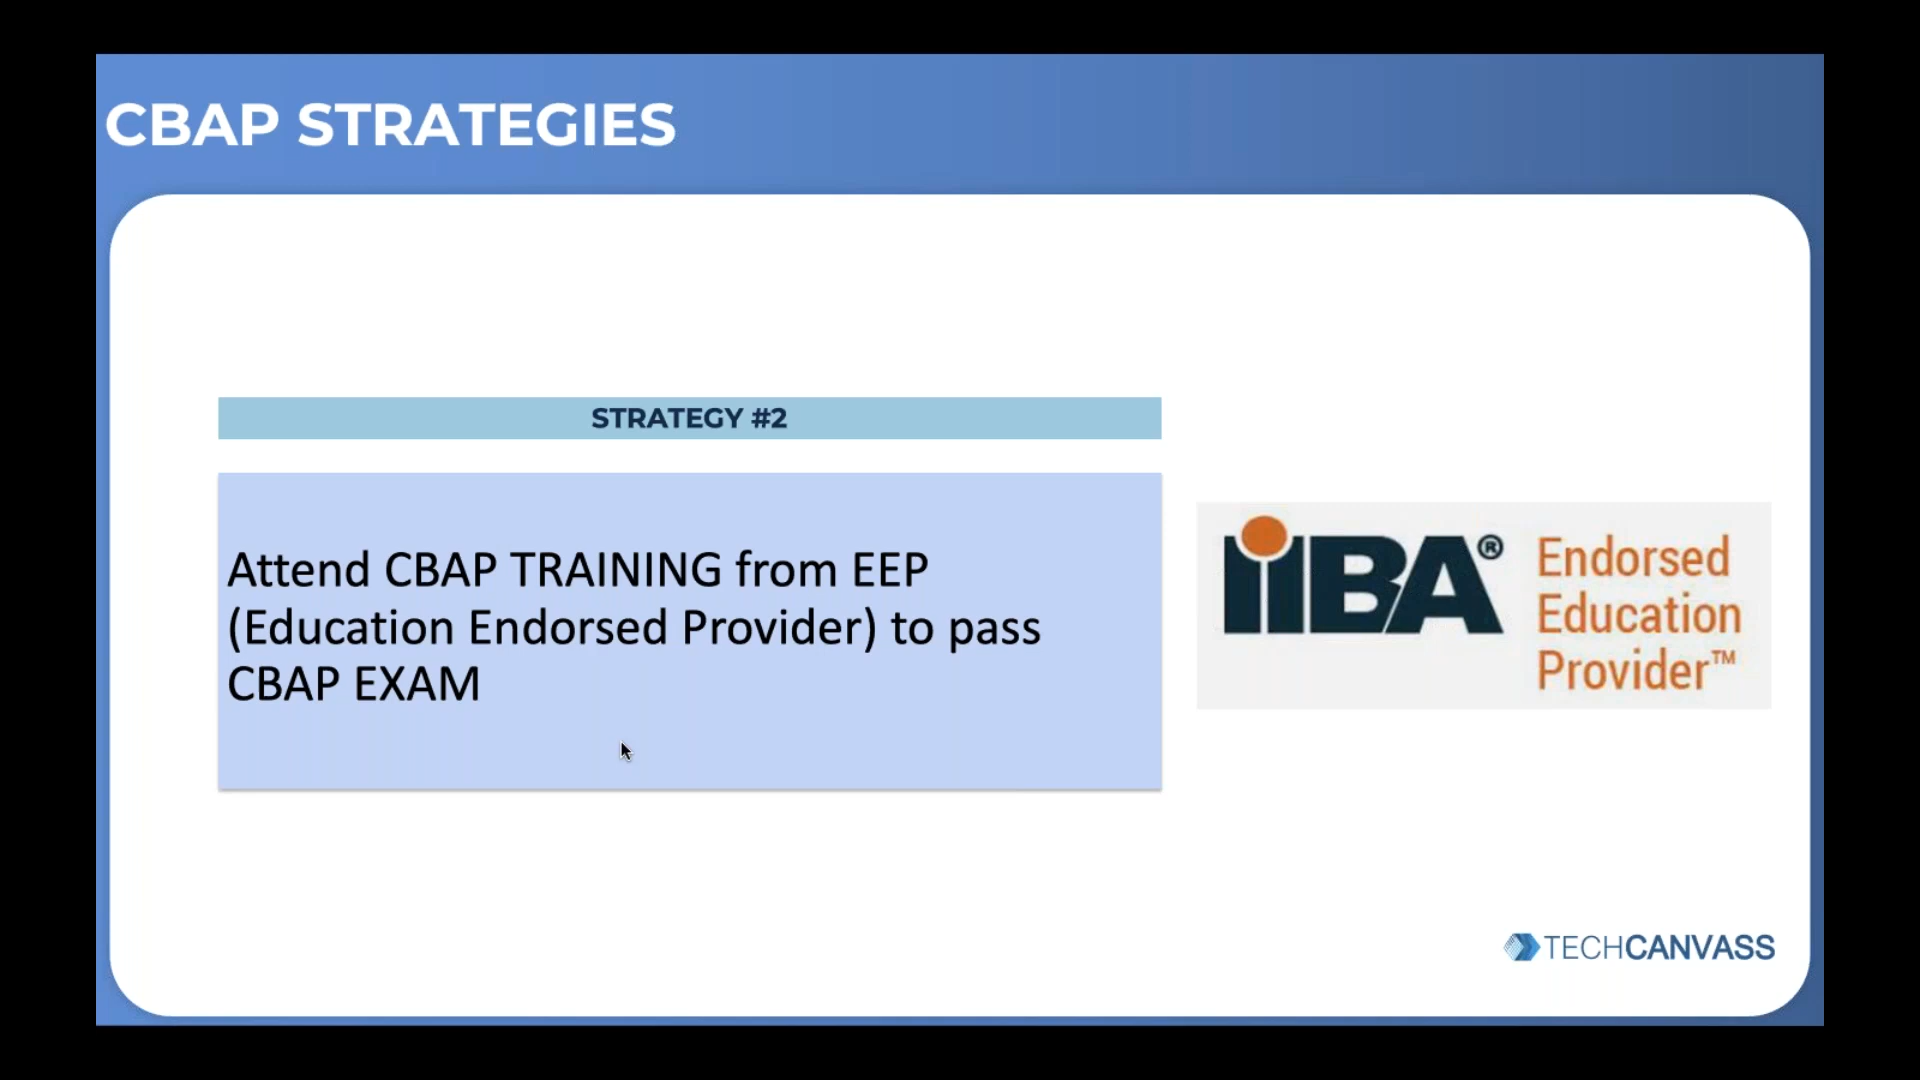 CBAP STRATEGIES
STRATEGY #2
Attend CBAP TRAINING from EEP
(Education Endorsed Provider) to pass
CBAP EXAM
IIBA®
Endorsed
Education
Provider™
TECHCANVASS